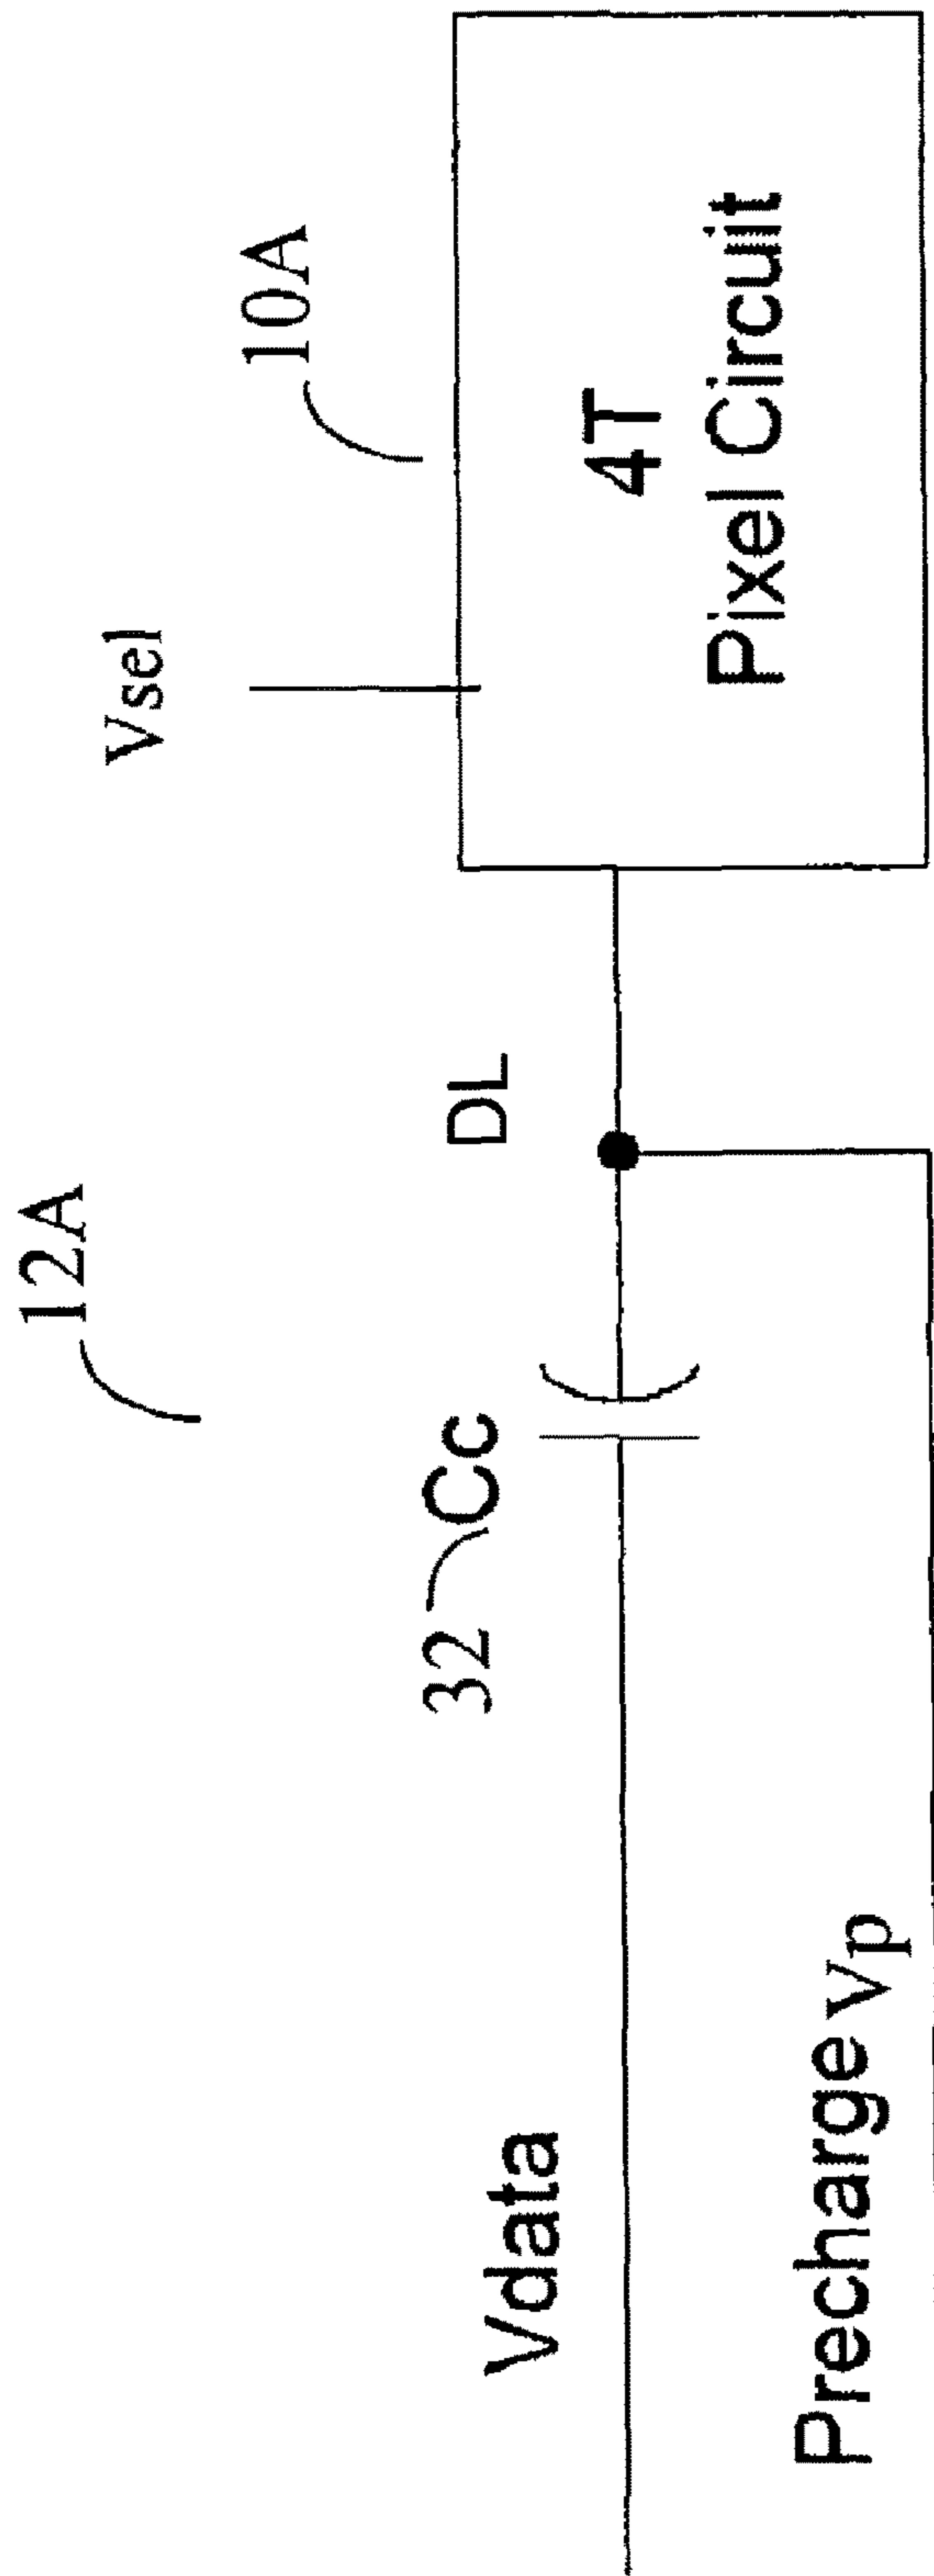 12A
10A
Vsel
32
Cc
DL
4T
Pixel Circuit
Vdata
Precharge Vp